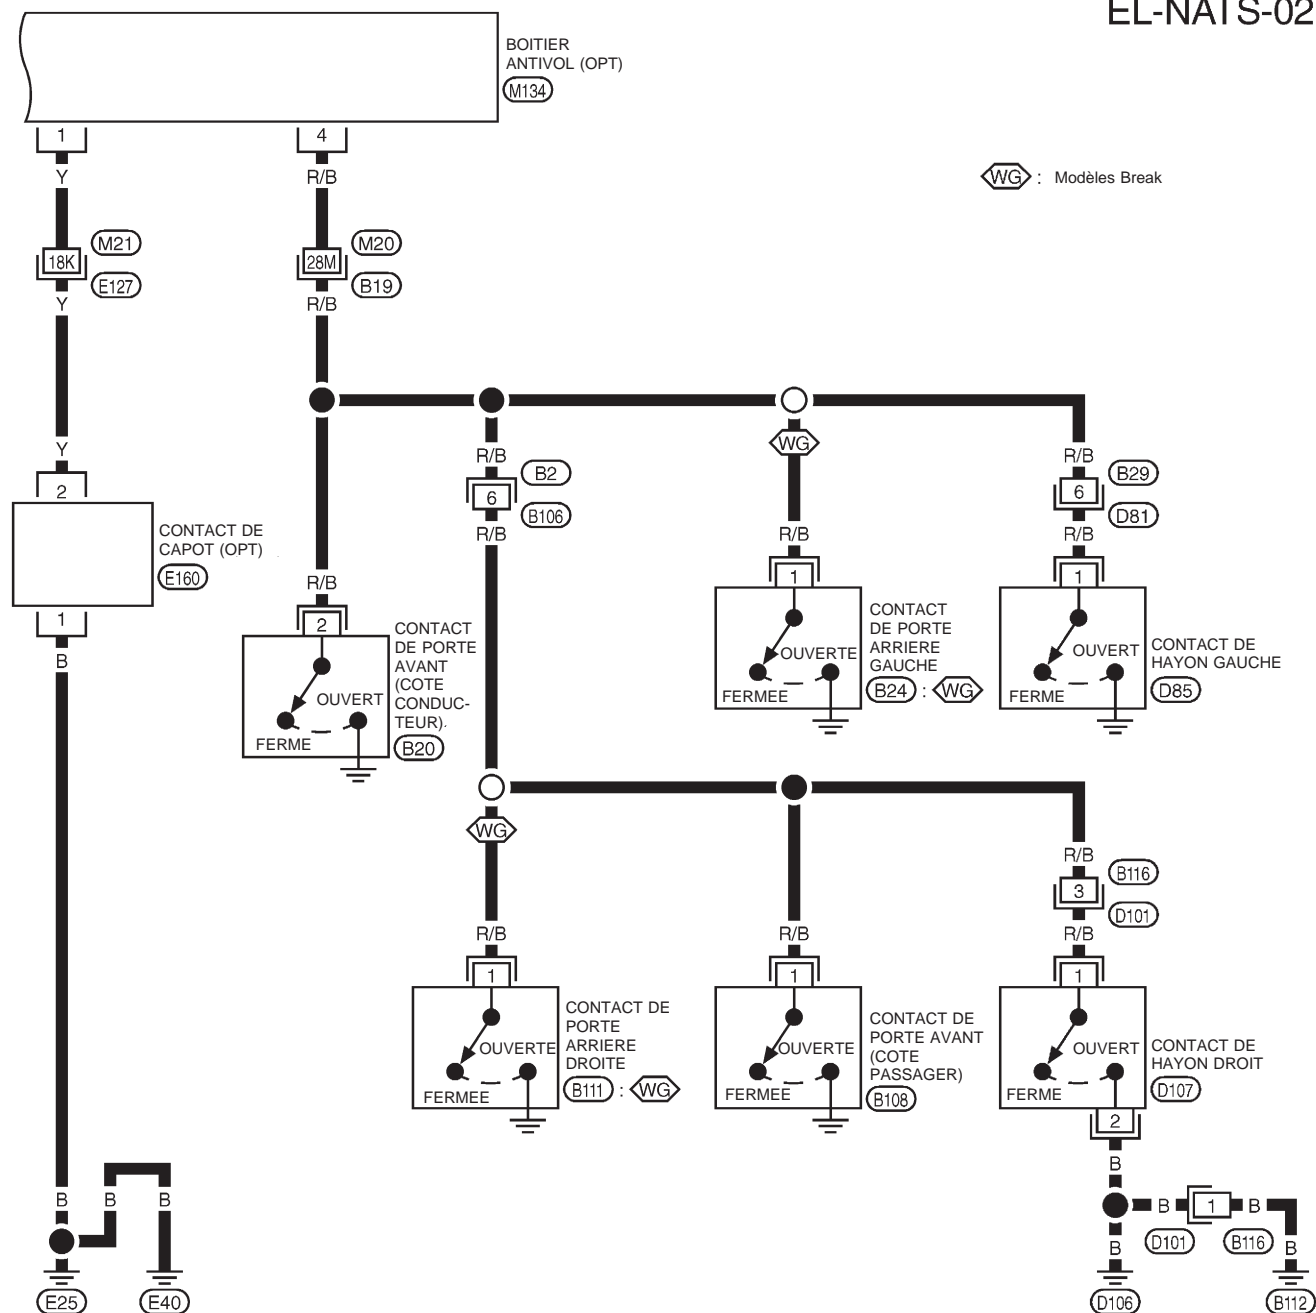 EL-NATS-02
BOITIER
ANTIVOL (OPT)
M134
1
4
Y
R/B
WG : Modèles Break
18K
M21
E127
28M
M20
B19
Y
R/B
Y
2
CONTACT DE
CAPOT (OPT)
E160
1
B
R/B
6
B2
B106
R/B
WG
R/B
6
B29
D81
R/B
R/B
R/B
2
CONTACT
DE PORTE
AVANT
(COTE
CONDUC-
TEUR).
B20
OUVERT
FERME
1
CONTACT
DE PORTE
ARRIERE
GAUCHE
B24 : WG
OUVERTE
FERMEE
1
CONTACT DE
HAYON GAUCHE
D85
OUVERT
FERME
WG
R/B
R/B
R/B
3
B116
D101
R/B
1
CONTACT DE
PORTE
ARRIERE
DROITE
B111 : WG
OUVERTE
FERMEE
1
CONTACT DE
PORTE AVANT
(COTE
PASSAGER)
B108
OUVERTE
FERMEE
1
CONTACT DE
HAYON DROIT
D107
OUVERT
FERME
2
B
B
B
B
B
1
B
D101
B116
B
B
E25
E40
D106
B112